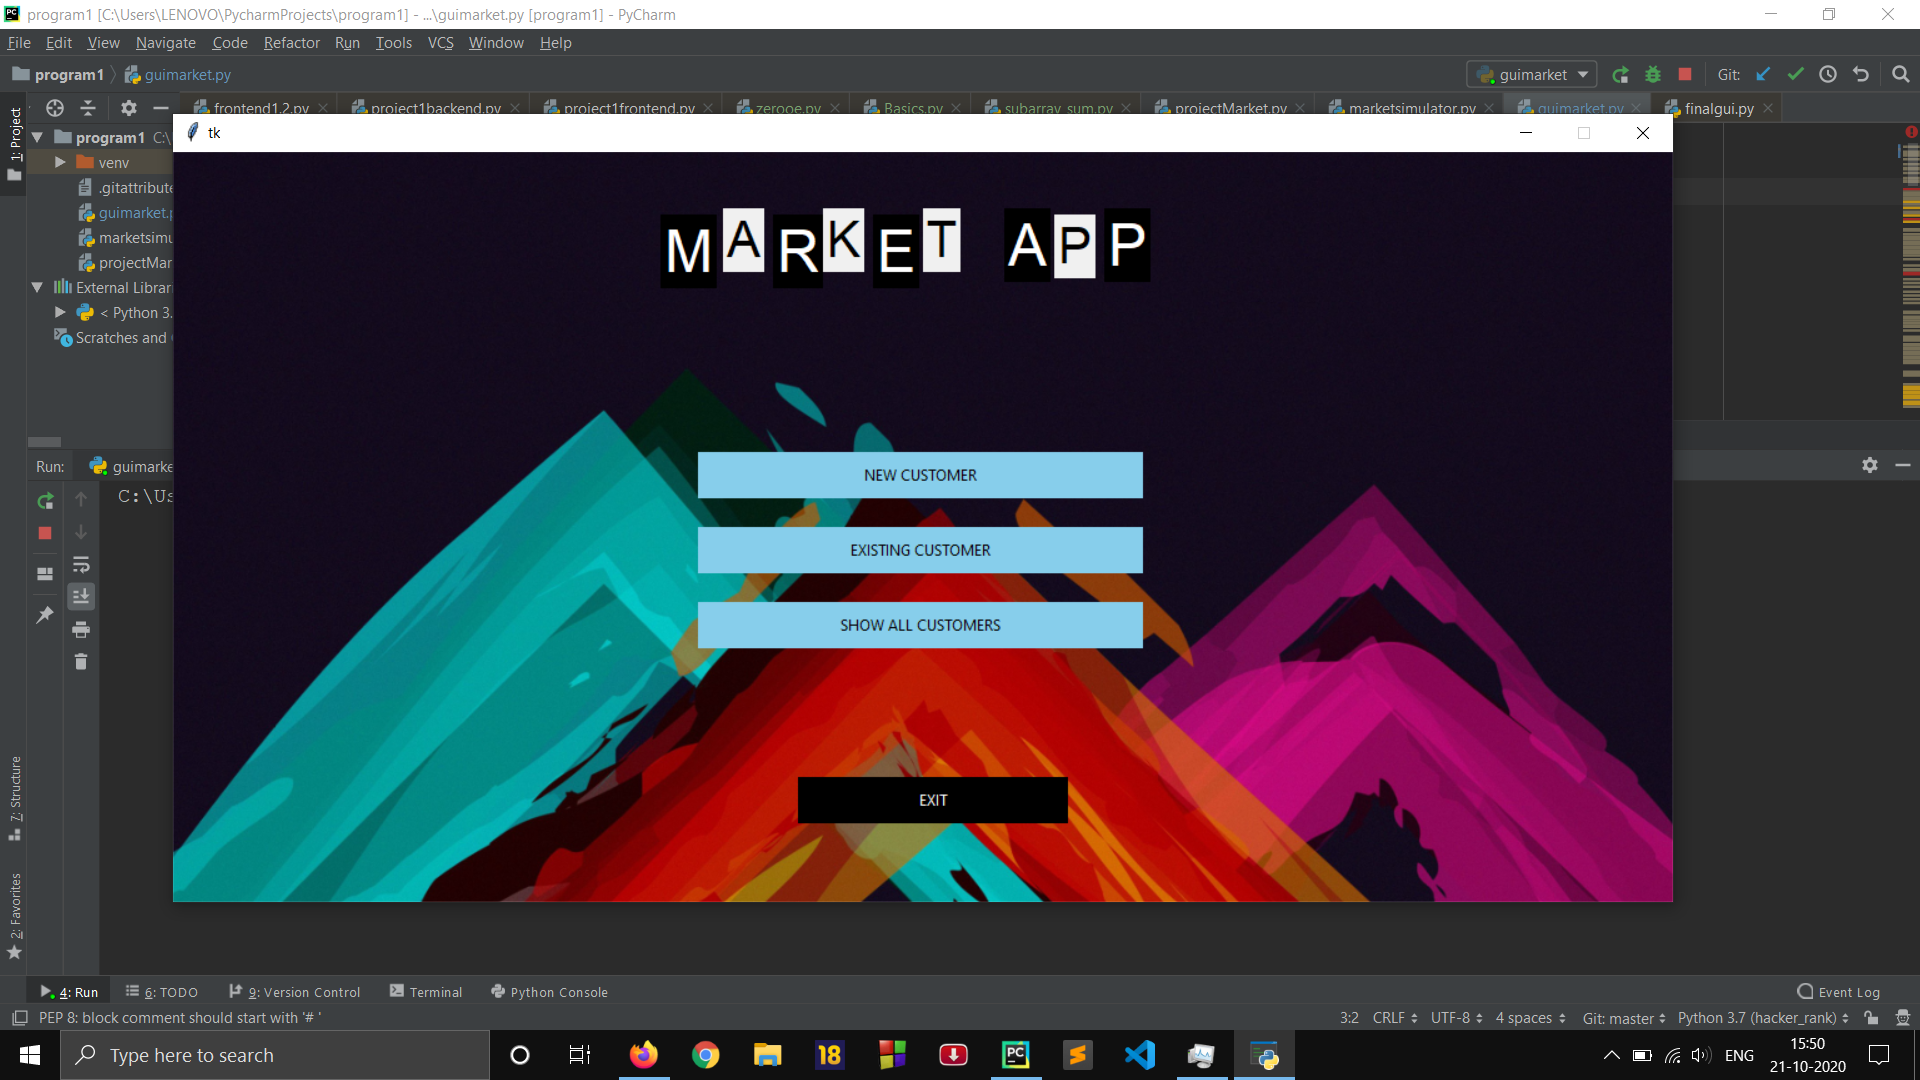 program1 [C:\Users\LENOVO\PycharmProjects\program1] - ...\guimarket.py [program1] - PyCharm
File Edit View Navigate Code Refactor Run Tools VCS Window Help
program1 guimarket.py guimarket Git:
1: Project
frontend1.2.py project1backend.py project1frontend.py zerooe.py Basics.py subarray_sum.py projectMarket.py marketsimulator.py guimarket.py finalgui.py
tk
program1 C:\
venv
.gitattribute
guimarket.p
marketsimu
projectMar
External Librar
< Python 3.
Scratches and
MARKET APP
NEW CUSTOMER
EXISTING CUSTOMER
SHOW ALL CUSTOMERS
EXIT
Run: guimarke
C:\Us
7: Structure
2: Favorites
4: Run 6: TODO 9: Version Control Terminal Python Console Event Log
PEP 8: block comment should start with '# ' 3:2 CRLF UTF-8 4 spaces Git: master Python 3.7 (hacker_rank)
Type here to search
18
PC
ENG
15:50
21-10-2020